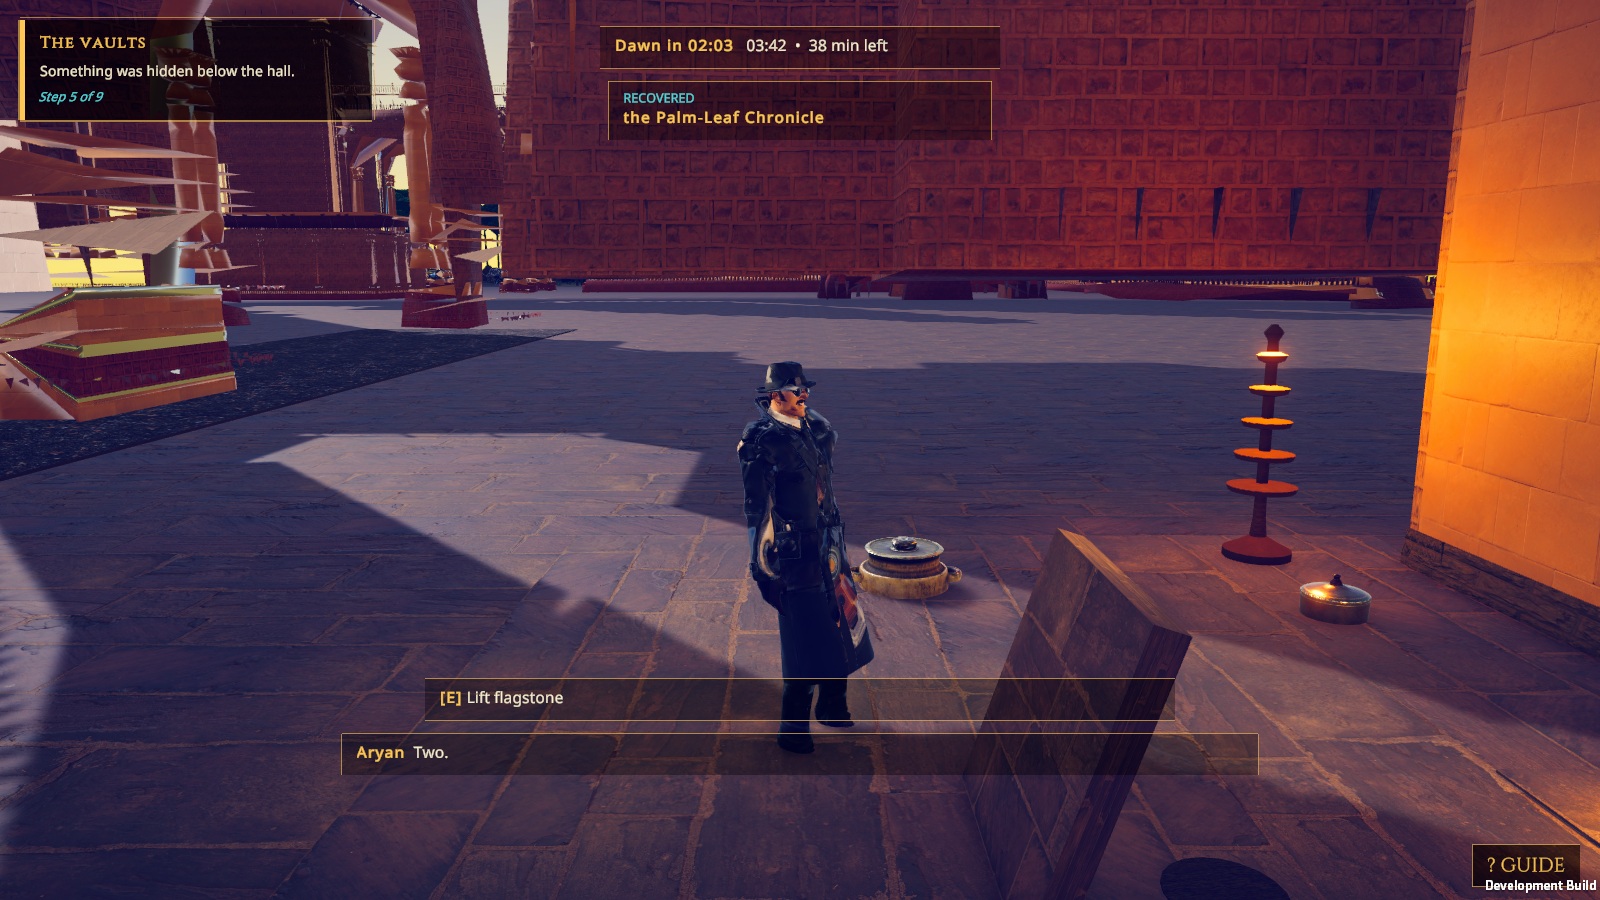 THE VAULTS
Something was hidden below the hall.
Step 5 of 9
Dawn in 02:03 03:42 • 38 min left
RECOVERED
the Palm-Leaf Chronicle
[E] Lift flagstone
Aryan Two.
? GUIDE
Development Build